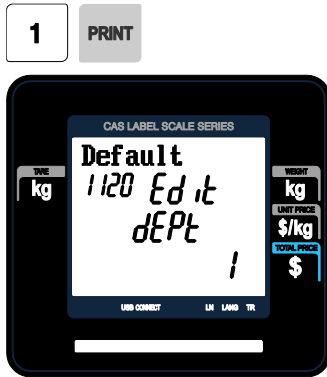 1 PRINT
CAS LABEL SCALE SERIES
Default
1120 Edit
dEPt
1
TARE
kg
WEIGHT
kg
UNIT PRICE
$/kg
TOTAL PRICE
$
USB CONNECT LN LANG TR